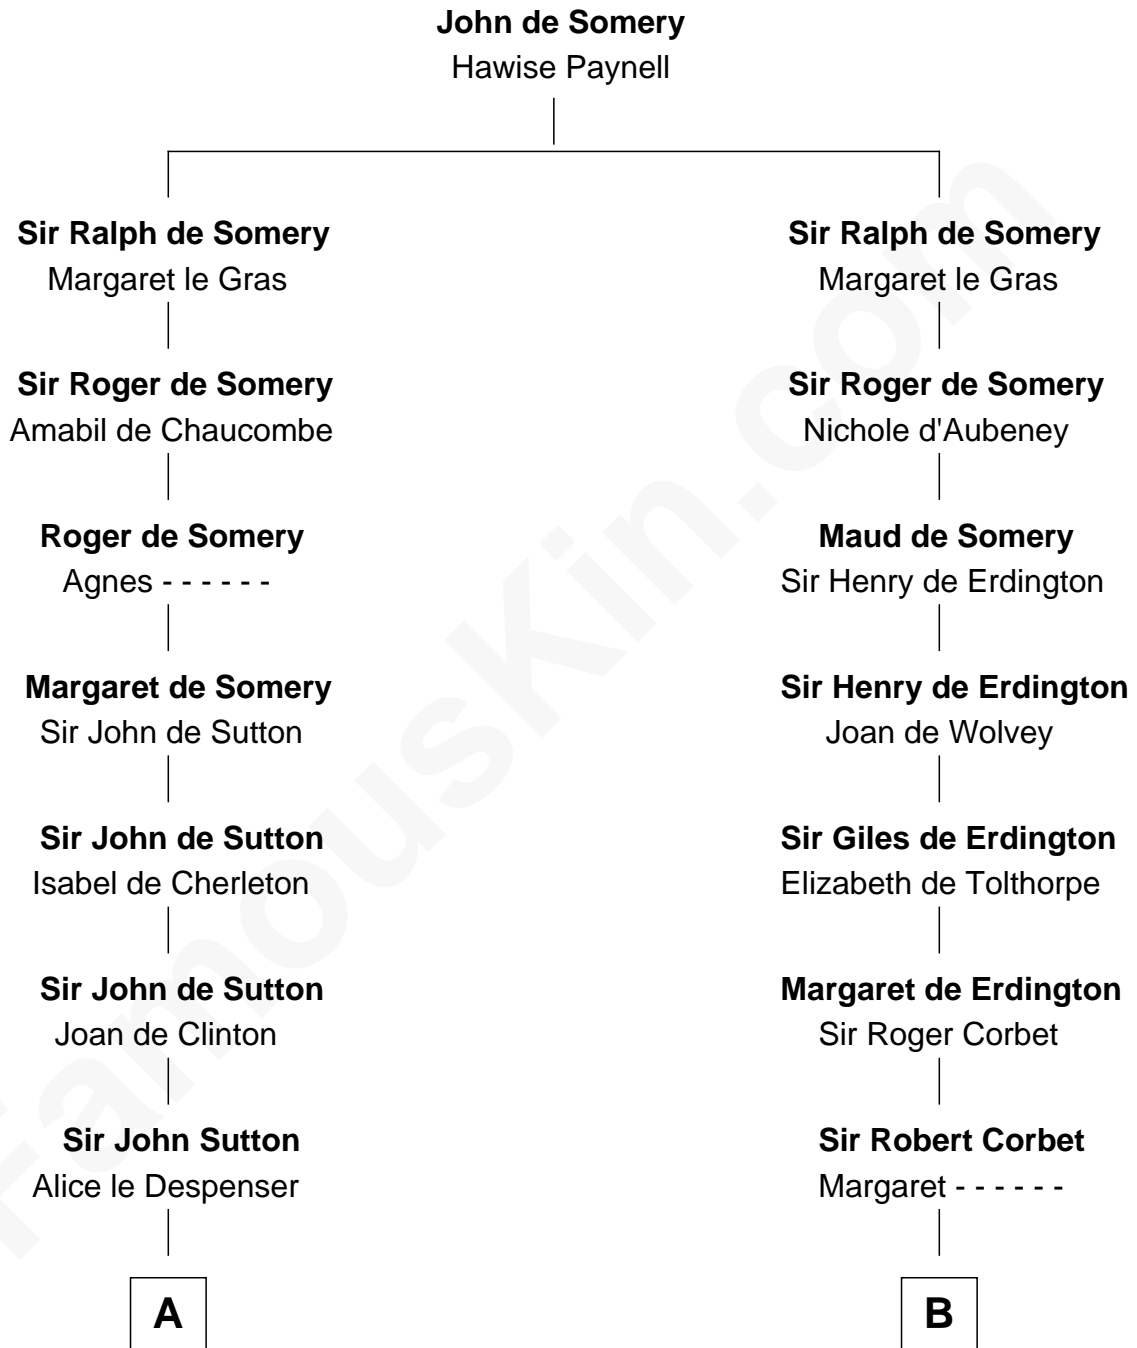 John de Somery
Hawise Paynell
Sir Ralph de Somery
Margaret le Gras
Sir Roger de Somery
Amabil de Chaucombe
Roger de Somery
Agnes - - - - - -
Margaret de Somery
Sir John de Sutton
Sir John de Sutton
Isabel de Cherleton
Sir John de Sutton
Joan de Clinton
Sir John Sutton
Alice le Despenser
A
Sir Ralph de Somery
Margaret le Gras
Sir Roger de Somery
Nichole d'Aubeney
Maud de Somery
Sir Henry de Erdington
Sir Henry de Erdington
Joan de Wolvey
Sir Giles de Erdington
Elizabeth de Tolthorpe
Margaret de Erdington
Sir Roger Corbet
Sir Robert Corbet
Margaret - - - - - -
B
FamousKin.com